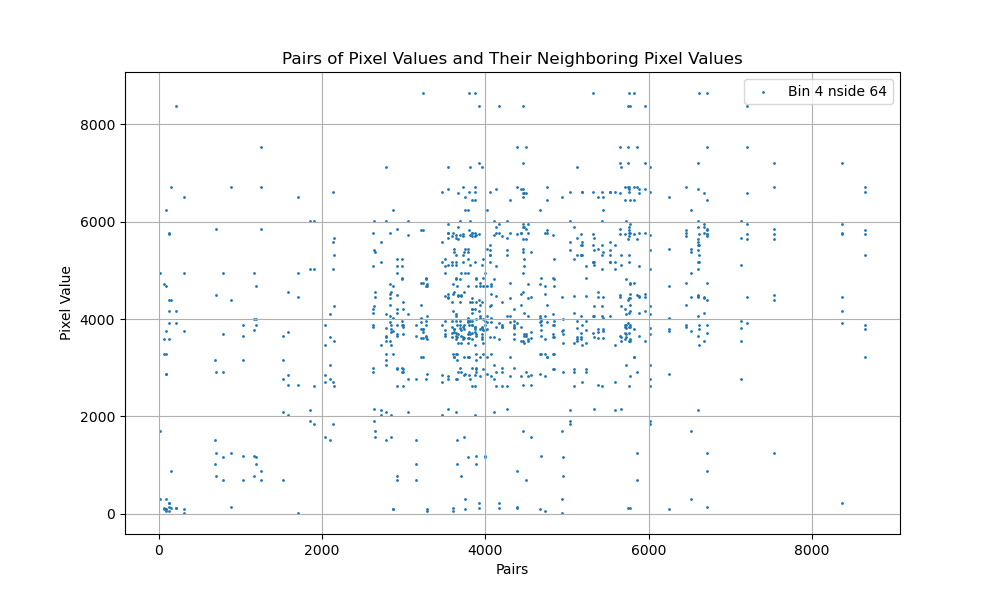 Pairs of Pixel Values and Their Neighboring Pixel Values
Bin 4 nside 64
Pixel Value
8000
6000
4000
2000
0
0 2000 4000 6000 8000
Pairs